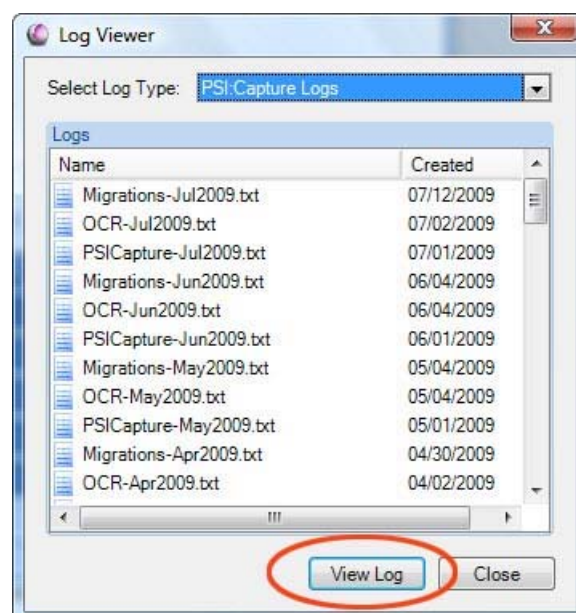 Log Viewer
Select Log Type: PSI:Capture Logs
Logs
Name Created
Migrations-Jul2009.txt 07/12/2009
OCR-Jul2009.txt 07/02/2009
PSICapture-Jul2009.txt 07/01/2009
Migrations-Jun2009.txt 06/04/2009
OCR-Jun2009.txt 06/04/2009
PSICapture-Jun2009.txt 06/01/2009
Migrations-May2009.txt 05/04/2009
OCR-May2009.txt 05/04/2009
PSICapture-May2009.txt 05/01/2009
Migrations-Apr2009.txt 04/30/2009
OCR-Apr2009.txt 04/02/2009
View Log Close